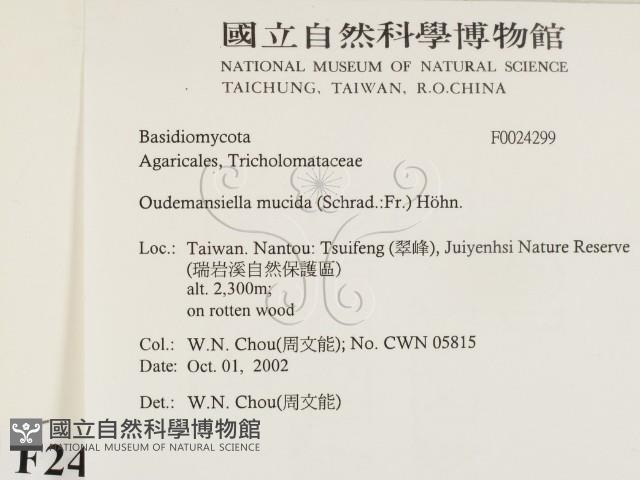 國立自然科學博物館
NATIONAL MUSEUM OF NATURAL SCIENCE
TAICHUNG, TAIWAN, R.O.CHINA
Basidiomycota F0024299
Agaricales, Tricholomataceae
Oudemansiella mucida (Schrad.:Fr.) Höhn.
Loc.: Taiwan. Nantou: Tsuifeng (翠峰), Juiyenhsi Nature Reserve
(瑞岩溪自然保護區)
alt. 2,300m;
on rotten wood
Col.: W.N. Chou(周文能); No. CWN 05815
Date: Oct. 01, 2002
Det.: W.N. Chou(周文能)
國立自然科學博物館
NATIONAL MUSEUM OF NATURAL SCIENCE
F24